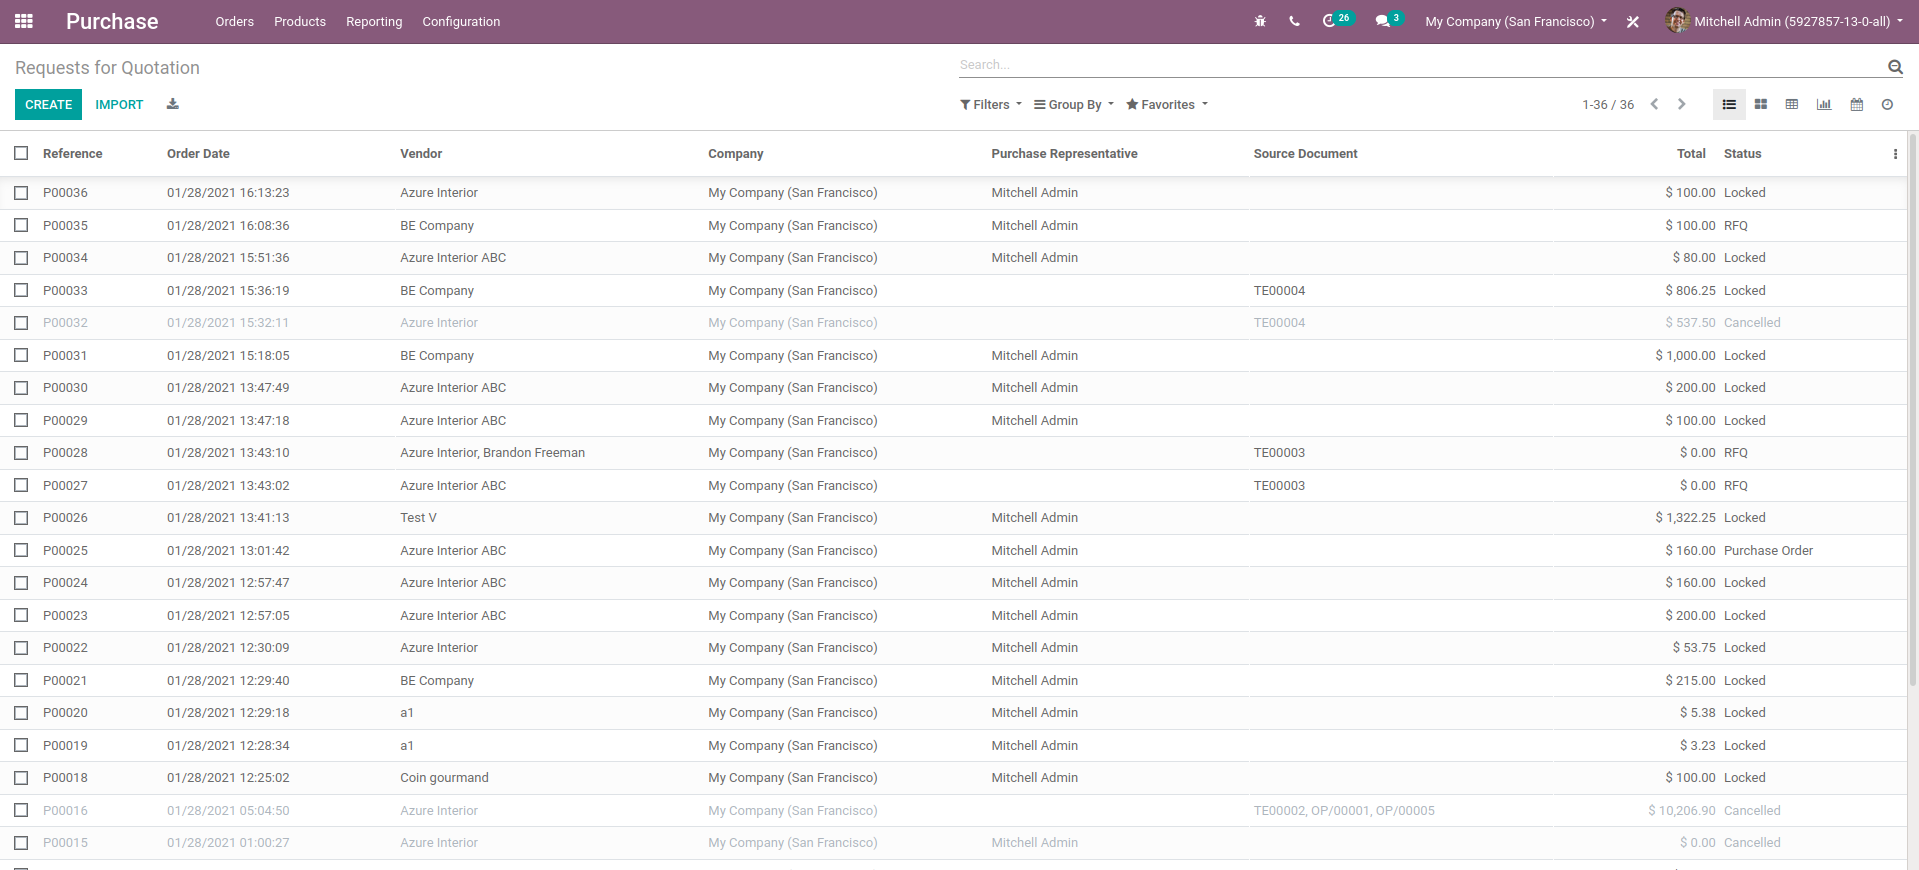 Purchase Orders Products Reporting Configuration 26 3 My Company (San Francisco) Mitchell Admin (5927857-13-0-all)
Requests for Quotation Search...
CREATE IMPORT Filters Group By Favorites 1-36 / 36
Reference Order Date Vendor Company Purchase Representative Source Document Total Status
P00036 01/28/2021 16:13:23 Azure Interior My Company (San Francisco) Mitchell Admin $ 100.00 Locked
P00035 01/28/2021 16:08:36 BE Company My Company (San Francisco) Mitchell Admin $ 100.00 RFQ
P00034 01/28/2021 15:51:36 Azure Interior ABC My Company (San Francisco) Mitchell Admin $ 80.00 Locked
P00033 01/28/2021 15:36:19 BE Company My Company (San Francisco) TE00004 $ 806.25 Locked
P00032 01/28/2021 15:32:11 Azure Interior My Company (San Francisco) TE00004 $ 537.50 Cancelled
P00031 01/28/2021 15:18:05 BE Company My Company (San Francisco) Mitchell Admin $ 1,000.00 Locked
P00030 01/28/2021 13:47:49 Azure Interior ABC My Company (San Francisco) Mitchell Admin $ 200.00 Locked
P00029 01/28/2021 13:47:18 Azure Interior ABC My Company (San Francisco) Mitchell Admin $ 100.00 Locked
P00028 01/28/2021 13:43:10 Azure Interior, Brandon Freeman My Company (San Francisco) TE00003 $ 0.00 RFQ
P00027 01/28/2021 13:43:02 Azure Interior ABC My Company (San Francisco) TE00003 $ 0.00 RFQ
P00026 01/28/2021 13:41:13 Test V My Company (San Francisco) Mitchell Admin $ 1,322.25 Locked
P00025 01/28/2021 13:01:42 Azure Interior ABC My Company (San Francisco) Mitchell Admin $ 160.00 Purchase Order
P00024 01/28/2021 12:57:47 Azure Interior ABC My Company (San Francisco) Mitchell Admin $ 160.00 Locked
P00023 01/28/2021 12:57:05 Azure Interior ABC My Company (San Francisco) Mitchell Admin $ 200.00 Locked
P00022 01/28/2021 12:30:09 Azure Interior My Company (San Francisco) Mitchell Admin $ 53.75 Locked
P00021 01/28/2021 12:29:40 BE Company My Company (San Francisco) Mitchell Admin $ 215.00 Locked
P00020 01/28/2021 12:29:18 a1 My Company (San Francisco) Mitchell Admin $ 5.38 Locked
P00019 01/28/2021 12:28:34 a1 My Company (San Francisco) Mitchell Admin $ 3.23 Locked
P00018 01/28/2021 12:25:02 Coin gourmand My Company (San Francisco) Mitchell Admin $ 100.00 Locked
P00016 01/28/2021 05:04:50 Azure Interior My Company (San Francisco) TE00002, OP/00001, OP/00005 $ 10,206.90 Cancelled
P00015 01/28/2021 01:00:27 Azure Interior My Company (San Francisco) Mitchell Admin $ 0.00 Cancelled